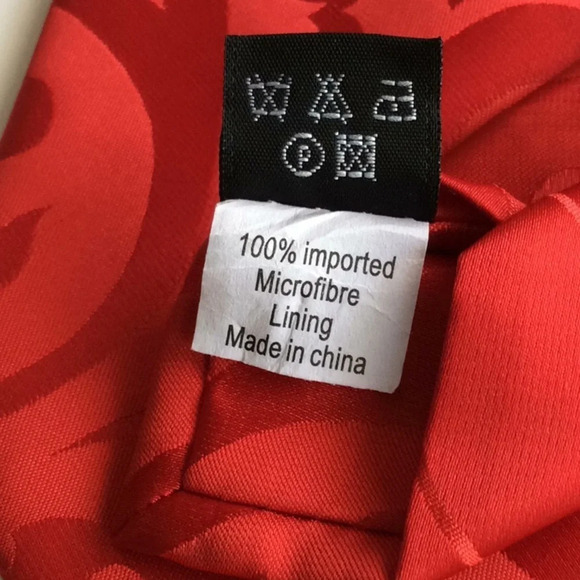 P
100% imported
Microfibre
Lining
Made in china